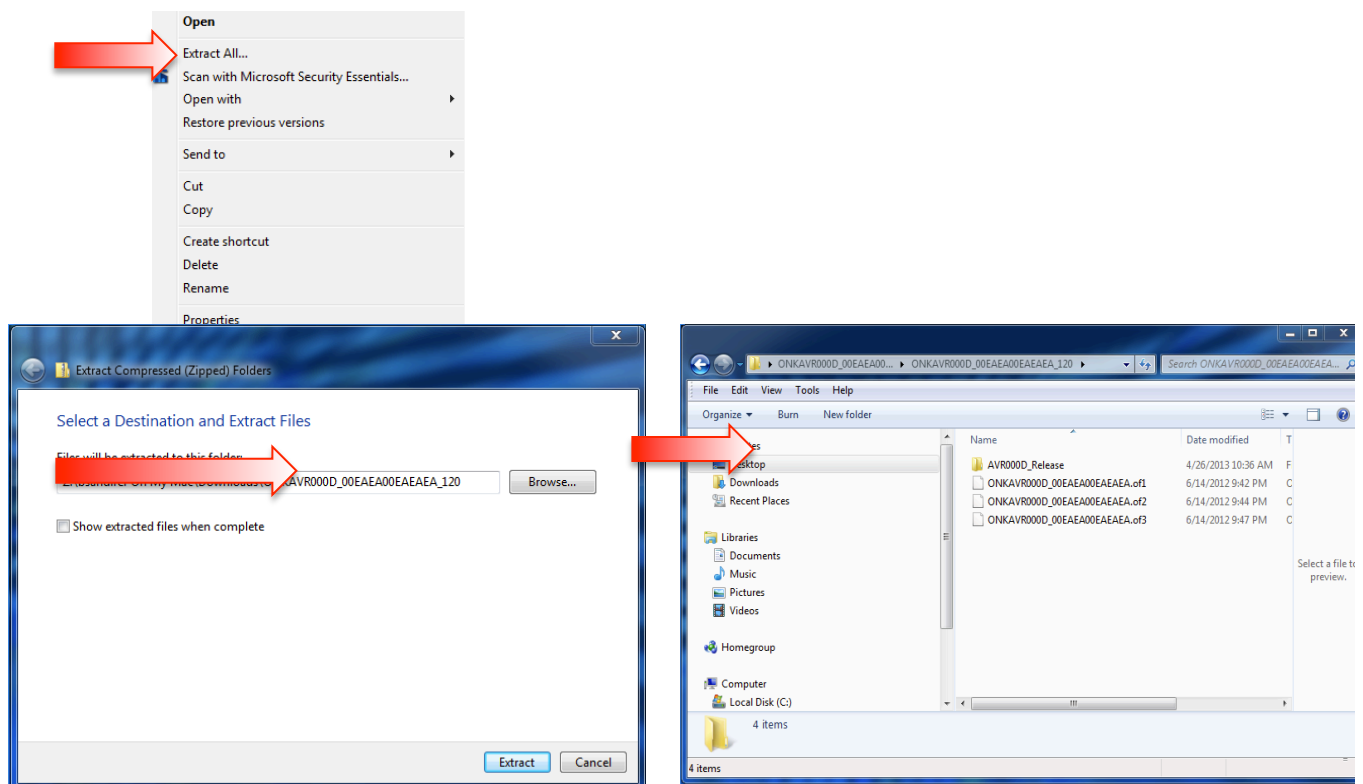 Open
Extract All...
Scan with Microsoft Security Essentials...
Open with
Restore previous versions
Send to
Cut
Copy
Create shortcut
Delete
Rename
Properties
Extract Compressed (Zipped) Folders
Select a Destination and Extract Files
Files will be extracted to this folder:
AVR000D_00EAEA00EAEAEA_120
Browse...
Show extracted files when complete
Extract
Cancel
ONKAVR000D_00EAEA00... ONKAVR000D_00EAEA00EAEAEA_120
Search ONKAVR000D_00EAEA00EAEA...
File Edit View Tools Help
Organize Burn New folder
Desktop
Downloads
Recent Places
Libraries
Documents
Music
Pictures
Videos
Homegroup
Computer
Local Disk (C:)
Name Date modified T
AVR000D_Release 4/26/2013 10:36 AM F
ONKAVR000D_00EAEA00EAEAEA.of1 6/14/2012 9:42 PM C
ONKAVR000D_00EAEA00EAEAEA.of2 6/14/2012 9:44 PM C
ONKAVR000D_00EAEA00EAEAEA.of3 6/14/2012 9:47 PM C
Select a file to
preview.
4 items
4 items